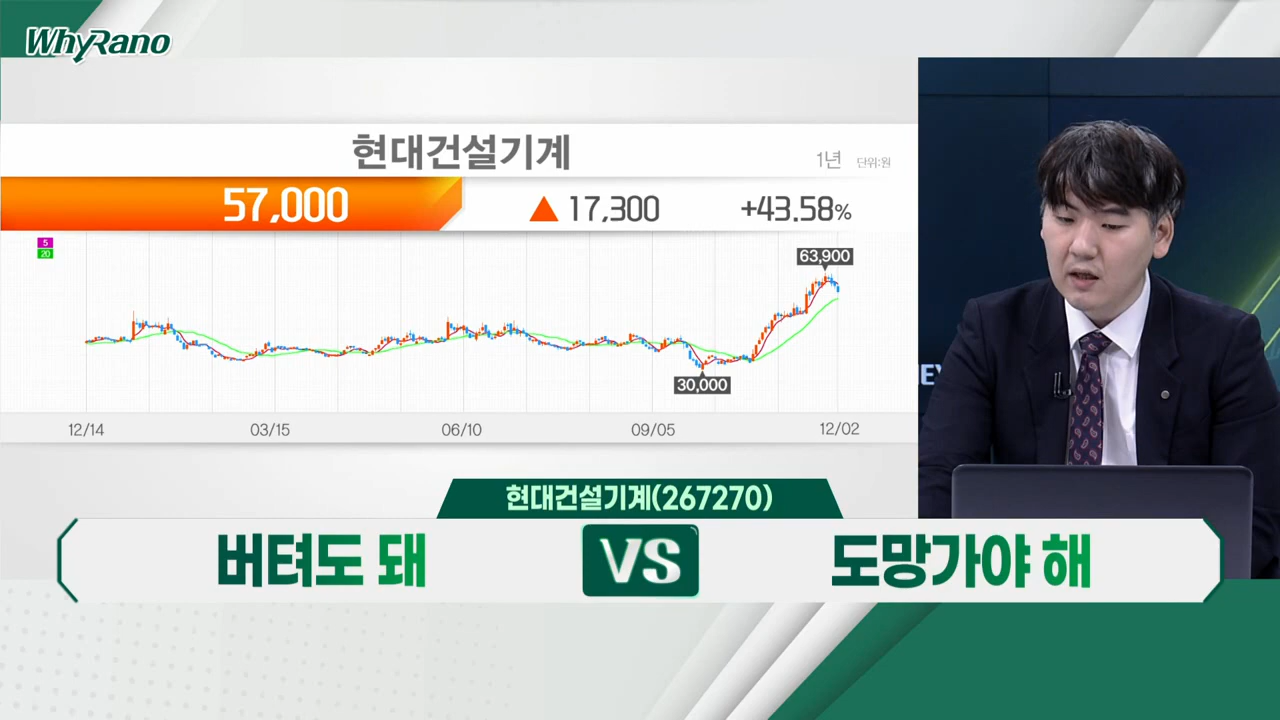 WhyRano
현대건설기계
1년 단위:원
57,000 ▲ 17,300 +43.58%
5
20
63,900
30,000
12/14 03/15 06/10 09/05 12/02
현대건설기계(267270)
버텨도 돼 VS 도망가야 해